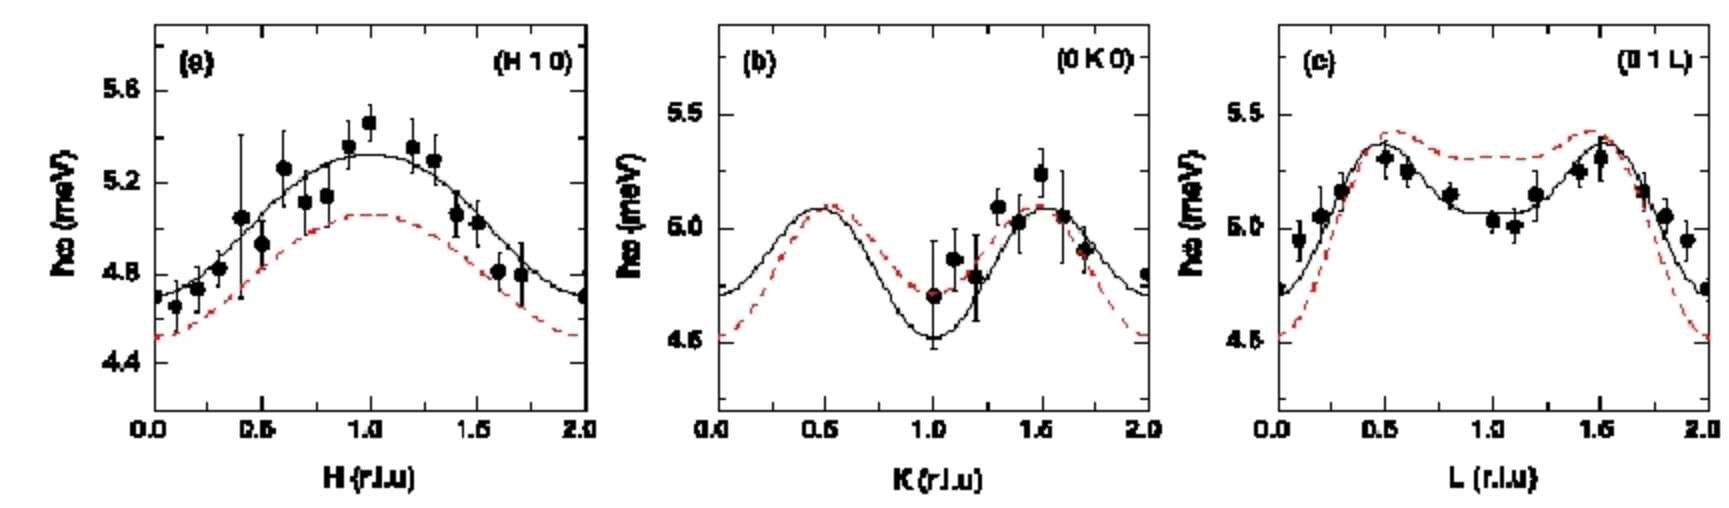 (a) (H 1 0)
5.6
5.2
4.8
4.4
ħω (meV)
0.0 0.5 1.0 1.5 2.0
H (r.l.u)
(b) (0 K 0)
5.5
5.0
4.5
ħω (meV)
0.0 0.5 1.0 1.5 2.0
K (r.l.u)
(c) (0 1 L)
5.5
5.0
4.5
ħω (meV)
0.0 0.5 1.0 1.5 2.0
L (r.l.u)